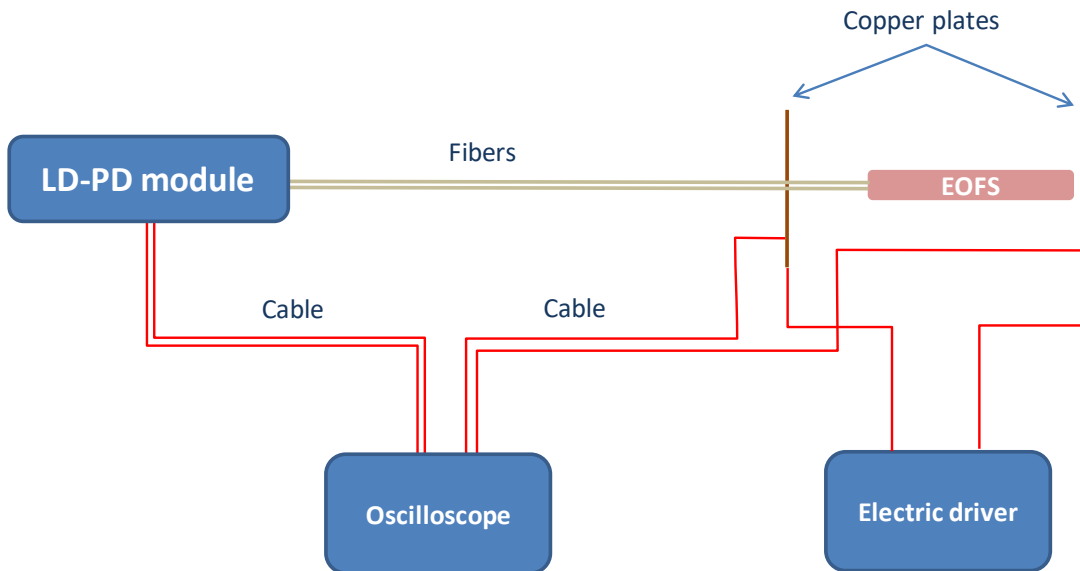 Copper plates
Fibers
LD-PD module
EOFS
Cable
Cable
Oscilloscope
Electric driver